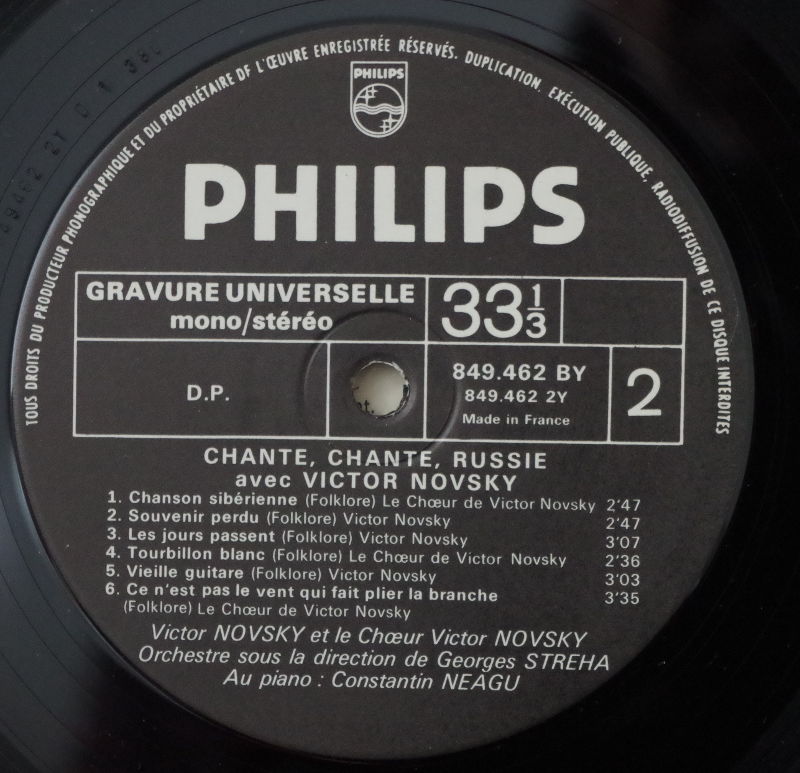 TOUS DROITS DU PRODUCTEUR PHONOGRAPHIQUE ET DU PROPRIÉTAIRE DE L'ŒUVRE ENREGISTRÉE RÉSERVÉS. DUPLICATION, EXÉCUTION PUBLIQUE, RADIODIFFUSION DE CE DISQUE INTERDITES
PHILIPS
PHILIPS
GRAVURE UNIVERSELLE
mono/stéréo
33 1/3
D.P.
849.462 BY
849.462 2Y
Made in France
2
CHANTE, CHANTE, RUSSIE
avec VICTOR NOVSKY
1. Chanson sibérienne (Folklore) Le Chœur de Victor Novsky 2'47
2. Souvenir perdu (Folklore) Victor Novsky 2'47
3. Les jours passent (Folklore) Victor Novsky 3'07
4. Tourbillon blanc (Folklore) Le Chœur de Victor Novsky 2'36
5. Vieille guitare (Folklore) Victor Novsky 3'03
6. Ce n'est pas le vent qui fait plier la branche 3'35
(Folklore) Le Chœur de Victor Novsky
Victor NOVSKY et le Chœur Victor NOVSKY
Orchestre sous la direction de Georges STREHA
Au piano : Constantin NEAGU